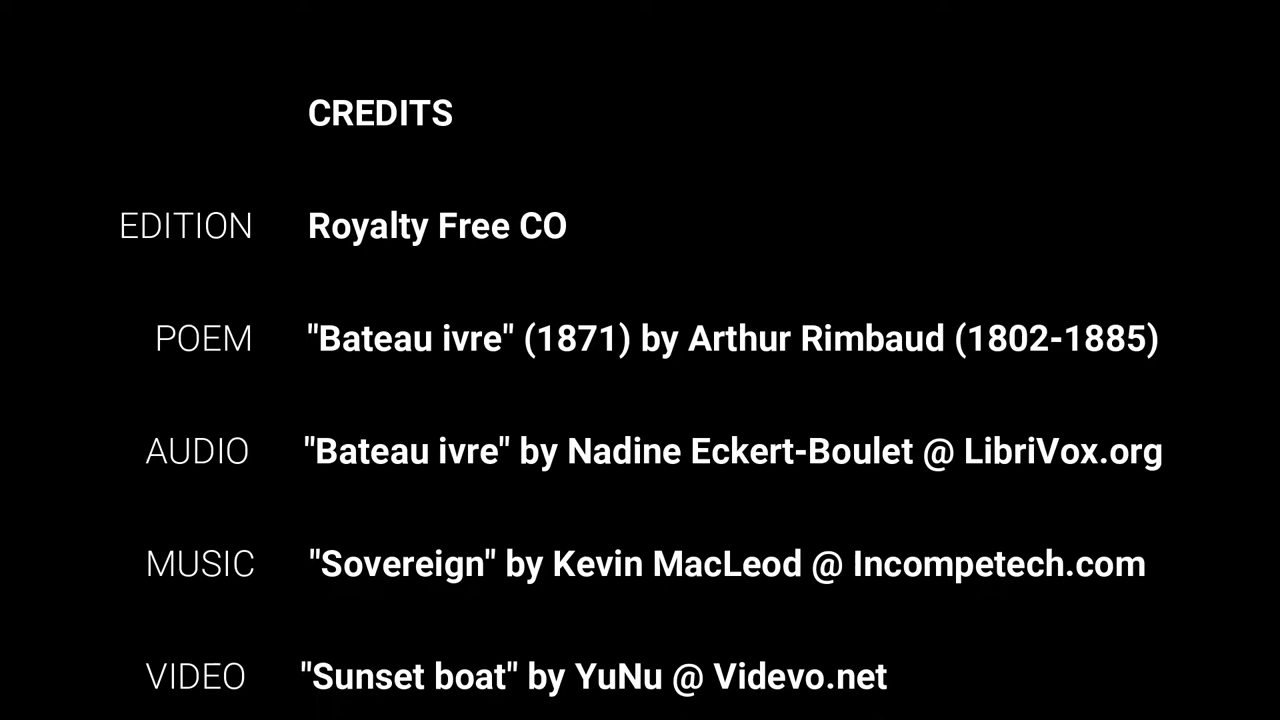 CREDITS
EDITION Royalty Free CO
POEM "Bateau ivre" (1871) by Arthur Rimbaud (1802-1885)
AUDIO "Bateau ivre" by Nadine Eckert-Boulet @ LibriVox.org
MUSIC "Sovereign" by Kevin MacLeod @ Incompetech.com
VIDEO "Sunset boat" by YuNu @ Videvo.net